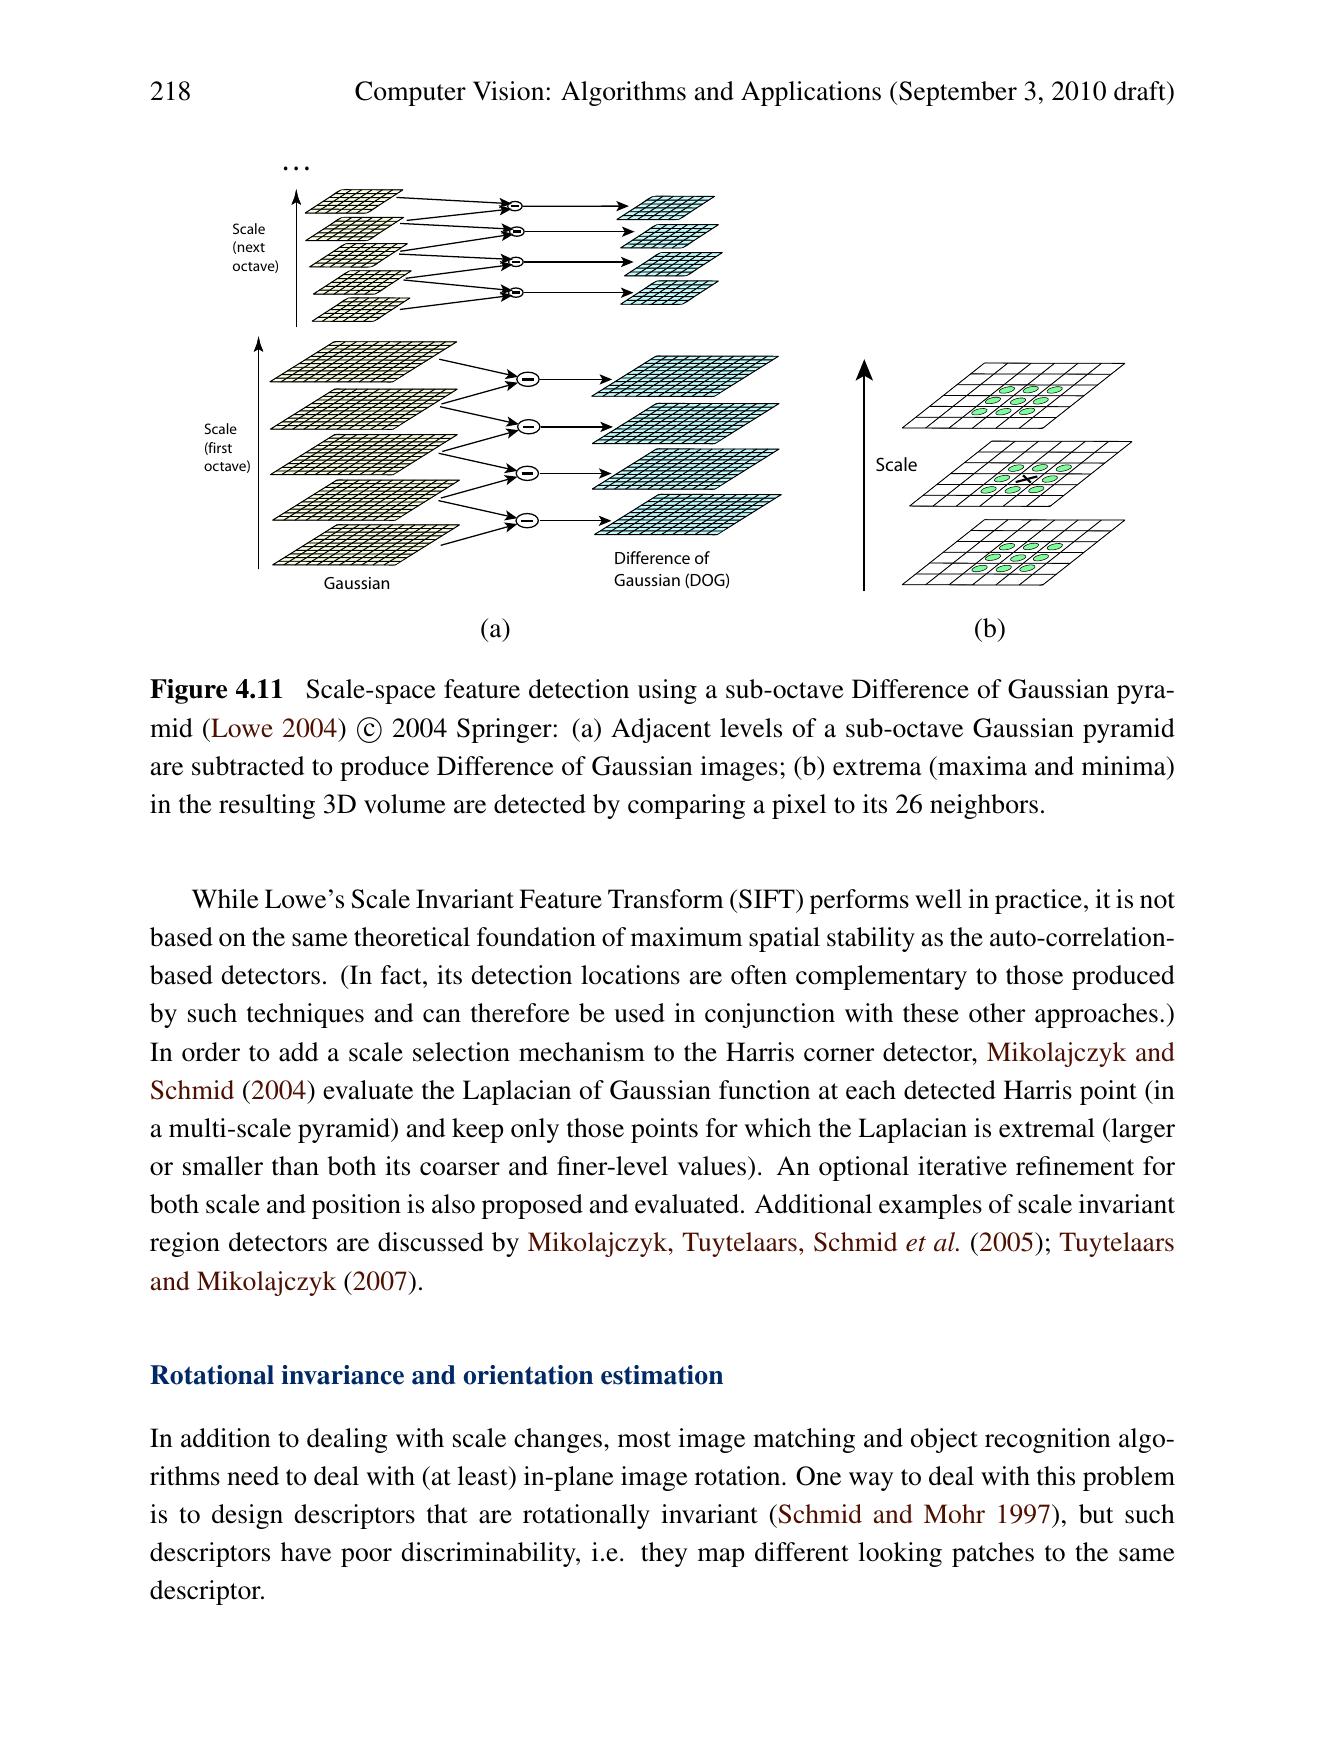 218 Computer Vision: Algorithms and Applications (September 3, 2010 draft)
...
Scale
(next
octave)
Scale
(first
octave)
Gaussian
Difference of
Gaussian (DOG)
Scale
(a)
(b)
Figure 4.11 Scale-space feature detection using a sub-octave Difference of Gaussian pyra-
mid (Lowe 2004) © 2004 Springer: (a) Adjacent levels of a sub-octave Gaussian pyramid
are subtracted to produce Difference of Gaussian images; (b) extrema (maxima and minima)
in the resulting 3D volume are detected by comparing a pixel to its 26 neighbors.
While Lowe's Scale Invariant Feature Transform (SIFT) performs well in practice, it is not
based on the same theoretical foundation of maximum spatial stability as the auto-correlation-
based detectors. (In fact, its detection locations are often complementary to those produced
by such techniques and can therefore be used in conjunction with these other approaches.)
In order to add a scale selection mechanism to the Harris corner detector, Mikolajczyk and
Schmid (2004) evaluate the Laplacian of Gaussian function at each detected Harris point (in
a multi-scale pyramid) and keep only those points for which the Laplacian is extremal (larger
or smaller than both its coarser and finer-level values). An optional iterative refinement for
both scale and position is also proposed and evaluated. Additional examples of scale invariant
region detectors are discussed by Mikolajczyk, Tuytelaars, Schmid et al. (2005); Tuytelaars
and Mikolajczyk (2007).
Rotational invariance and orientation estimation
In addition to dealing with scale changes, most image matching and object recognition algo-
rithms need to deal with (at least) in-plane image rotation. One way to deal with this problem
is to design descriptors that are rotationally invariant (Schmid and Mohr 1997), but such
descriptors have poor discriminability, i.e. they map different looking patches to the same
descriptor.